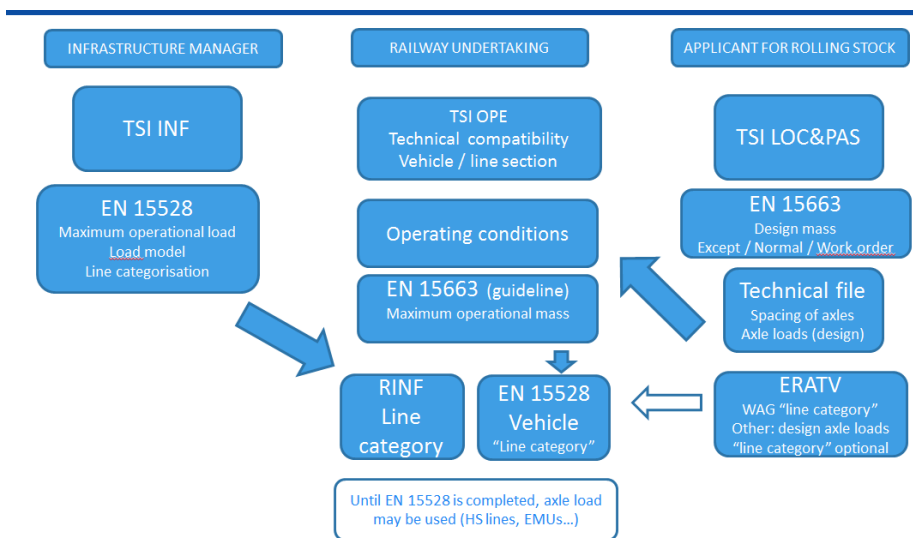 INFRASTRUCTURE MANAGER
RAILWAY UNDERTAKING
APPLICANT FOR ROLLING STOCK
TSI INF
EN 15528
Maximum operational load
Load model
Line categorisation
TSI OPE
Technical compatibility
Vehicle / line section
Operating conditions
EN 15663 (guideline)
Maximum operational mass
TSI LOC&PAS
EN 15663
Design mass
Except / Normal / Work.order
Technical file
Spacing of axles
Axle loads (design)
RINF
Line
category
EN 15528
Vehicle
“Line category”
ERATV
WAG “line category”
Other: design axle loads
“line category” optional
Until EN 15528 is completed, axle load
may be used (HS lines, EMUs...)